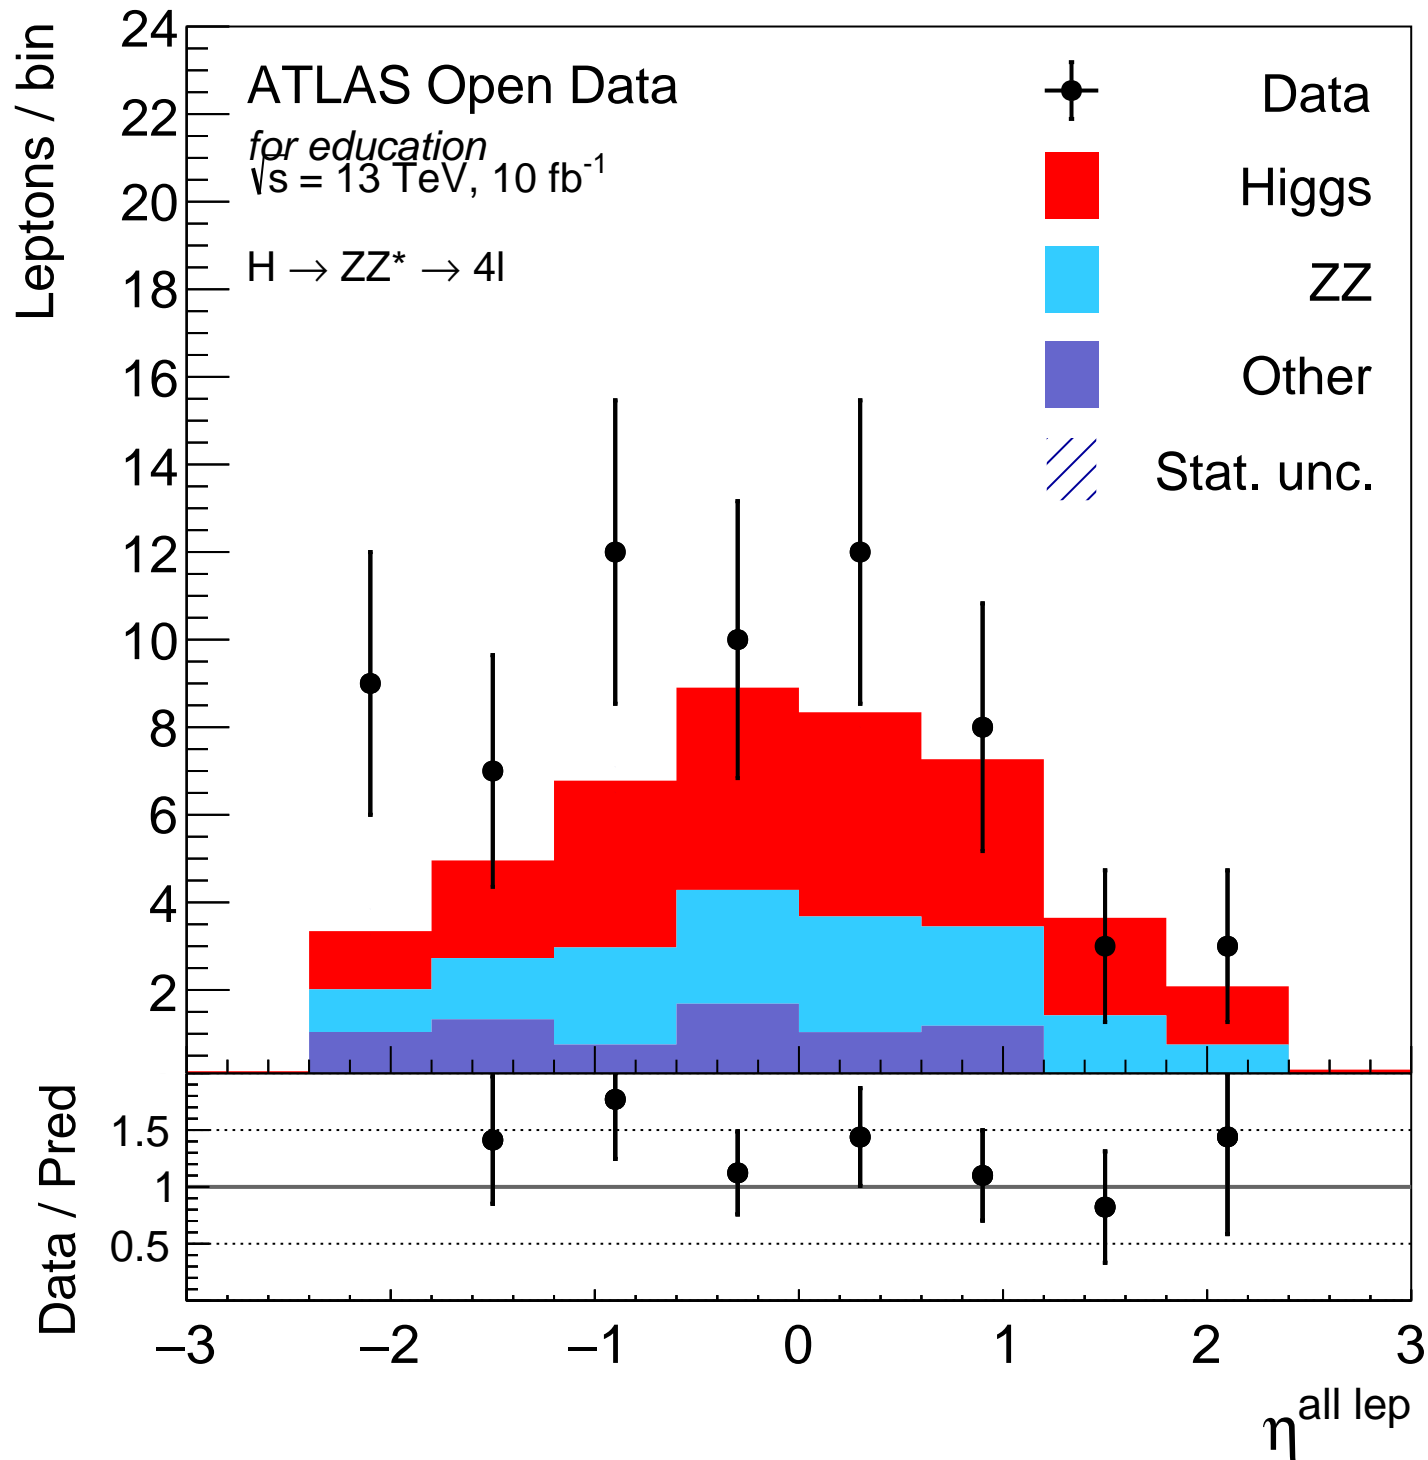 Leptons / bin
24
22
20
18
16
14
12
10
8
6
4
2
ATLAS Open Data
for education
√s = 13 TeV, 10 fb-1
H → ZZ* → 4l
Data
Higgs
ZZ
Other
Stat. unc.
Data / Pred
1.5
1
0.5
–3 –2 –1 0 1 2 3
η all lep